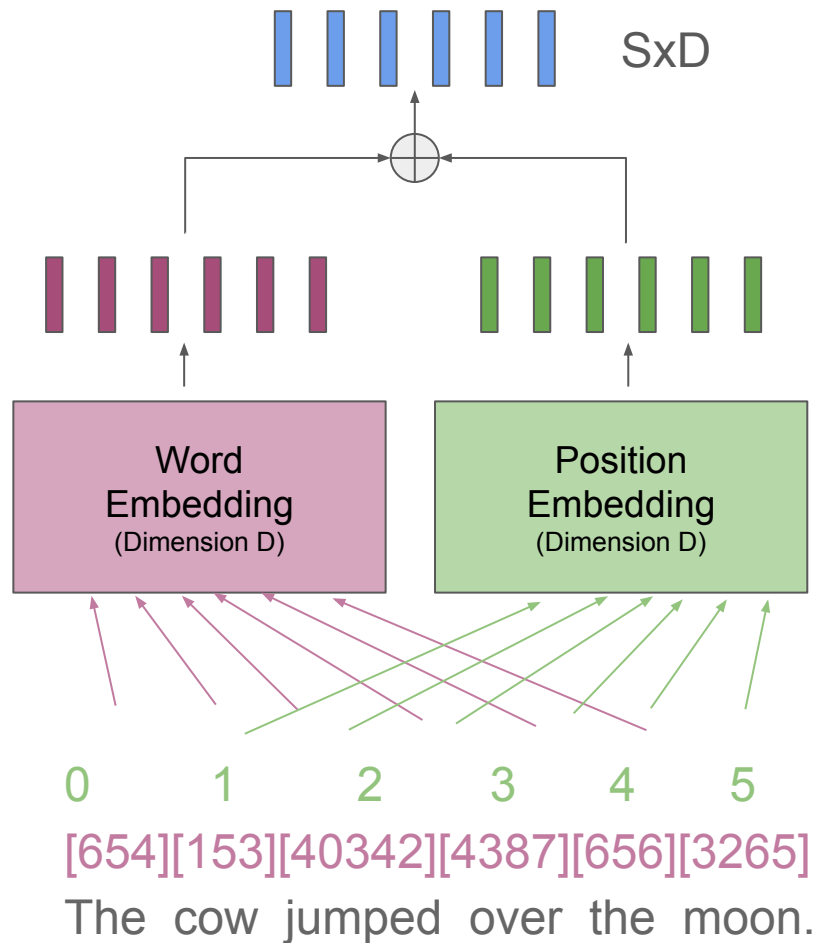 SxD
Word
Embedding
(Dimension D)
Position
Embedding
(Dimension D)
0 1 2 3 4 5
[654][153][40342][4387][656][3265]
The cow jumped over the moon.